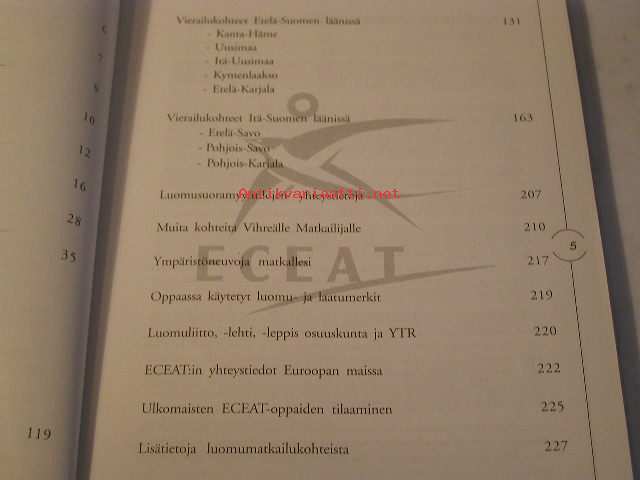 5
7
8
10
12
16
28
35
119
Vierailukohteet Etelä-Suomen läänissä 131
- Kanta-Häme
- Uusimaa
- Itä-Uusimaa
- Kymenlaakso
- Etelä-Karjala
Vierailukohteet Itä-Suomen läänissä 163
- Etelä-Savo
- Pohjois-Savo
- Pohjois-Karjala
Antikvariaatti.net
Luomusuoramyyntitilojen yhteystietoja 207
Muita kohteita Vihreälle Matkailijalle 210
5
Ympäristöneuvoja matkallesi 217
ECEAT
Oppaassa käytetyt luomu- ja laatumerkit 219
Luomuliitto, -lehti, -leppis osuuskunta ja YTR 220
ECEAT:in yhteystiedot Euroopan maissa 222
Ulkomaisten ECEAT-oppaiden tilaaminen 225
Lisätietoja luomumatkailukohteista 227